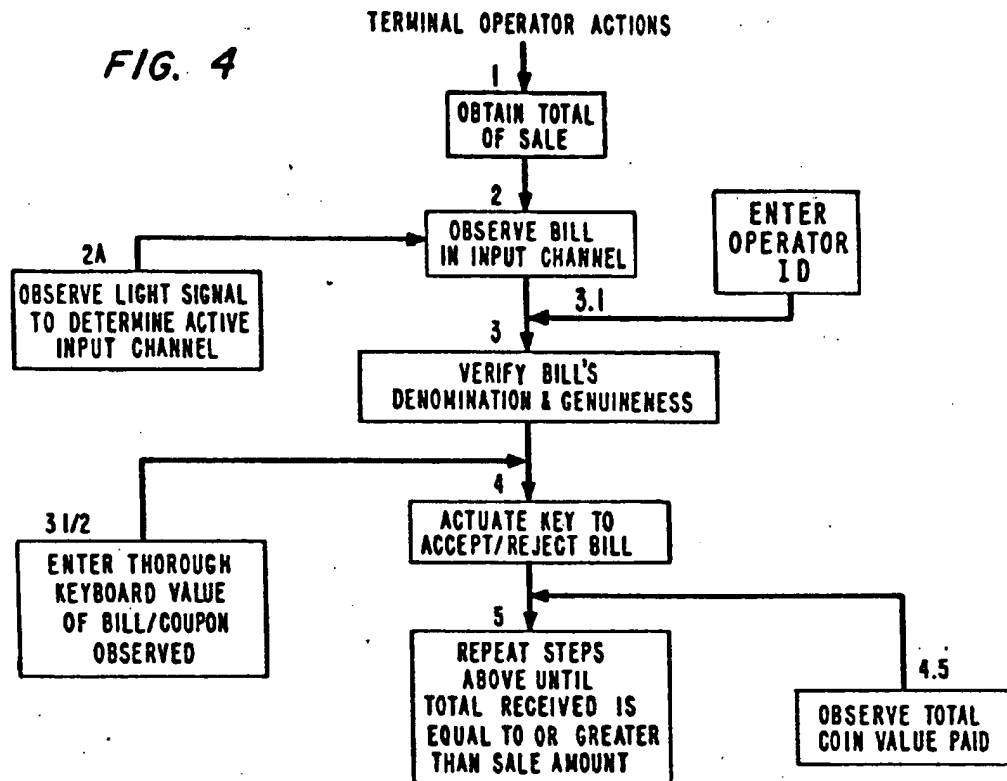 TERMINAL OPERATOR ACTIONS
FIG. 4
1
OBTAIN TOTAL
OF SALE
2
OBSERVE BILL
IN INPUT CHANNEL
ENTER
OPERATOR
ID
2A
OBSERVE LIGHT SIGNAL
TO DETERMINE ACTIVE
INPUT CHANNEL
3.1
3
VERIFY BILL'S
DENOMINATION & GENUINENESS
4
ACTUATE KEY TO
ACCEPT/REJECT BILL
3 1/2
ENTER THOROUGH
KEYBOARD VALUE
OF BILL/COUPON
OBSERVED
5
REPEAT STEPS
ABOVE UNTIL
TOTAL RECEIVED IS
EQUAL TO OR GREATER
THAN SALE AMOUNT
4.5
OBSERVE TOTAL
COIN VALUE PAID